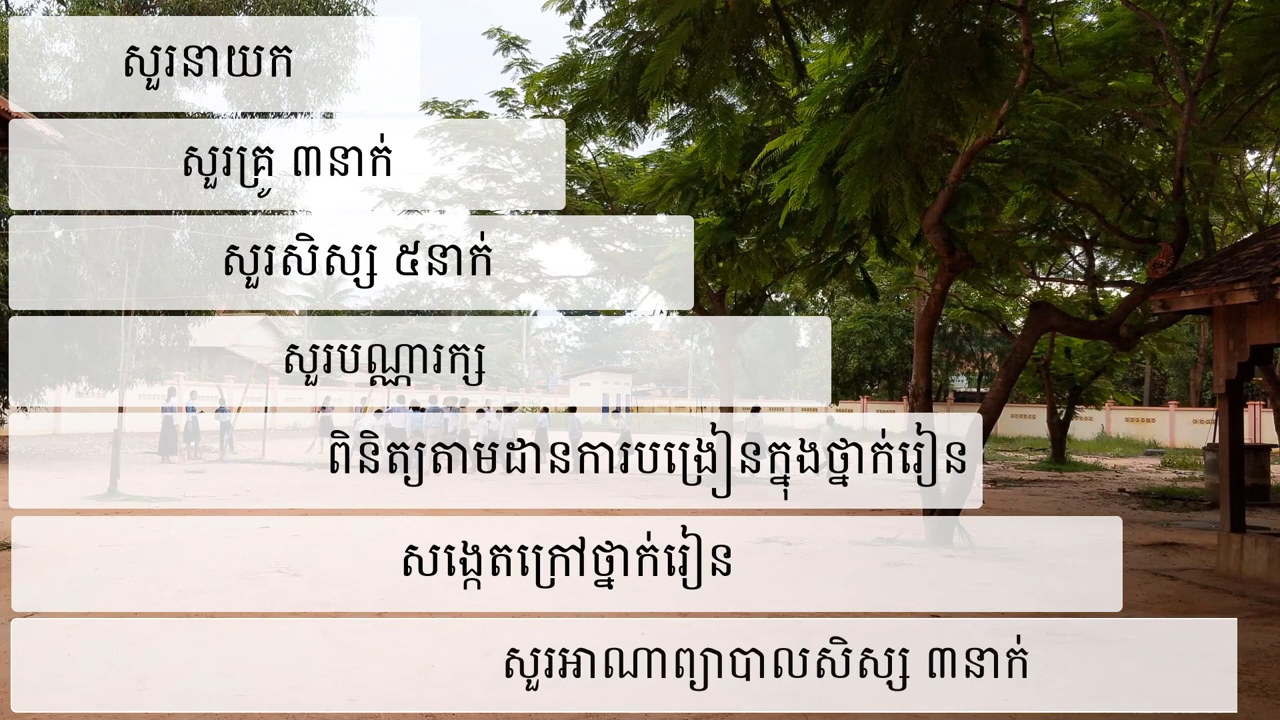 សួរនាយក
សួរគ្រូ ៣នាក់
សួរសិស្ស ៥នាក់
សួរបណ្ណារក្ស
ពិនិត្យតាមដានការបង្រៀនក្នុងថ្នាក់រៀន
សង្កេតក្រៅថ្នាក់រៀន
សួរអាណាព្យាបាលសិស្ស ៣នាក់